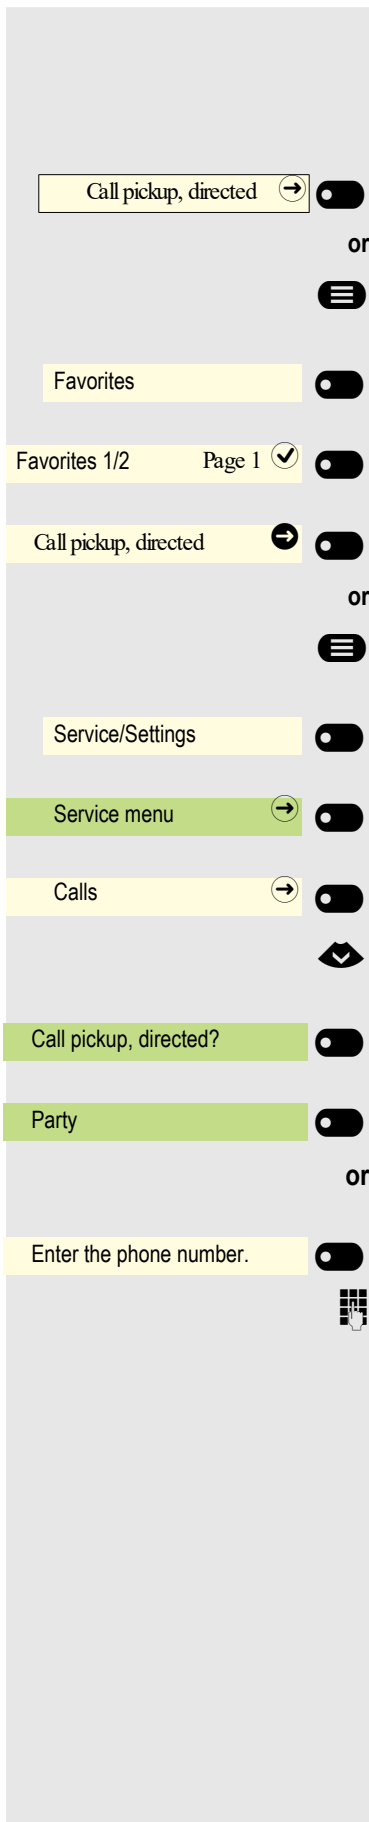 Call pickup, directed
or
Favorites
Favorites 1/2 Page 1
Call pickup, directed
or
Service/Settings
Service menu
Calls
Call pickup, directed?
Party
or
Enter the phone number.